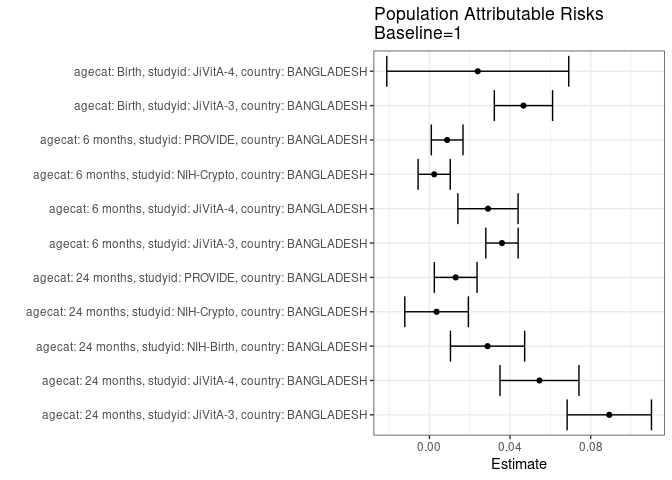 Population Attributable Risks
Baseline=1
agecat: Birth, studyid: JiVitA-4, country: BANGLADESH
agecat: Birth, studyid: JiVitA-3, country: BANGLADESH
agecat: 6 months, studyid: PROVIDE, country: BANGLADESH
agecat: 6 months, studyid: NIH-Crypto, country: BANGLADESH
agecat: 6 months, studyid: JiVitA-4, country: BANGLADESH
agecat: 6 months, studyid: JiVitA-3, country: BANGLADESH
agecat: 24 months, studyid: PROVIDE, country: BANGLADESH
agecat: 24 months, studyid: NIH-Crypto, country: BANGLADESH
agecat: 24 months, studyid: NIH-Birth, country: BANGLADESH
agecat: 24 months, studyid: JiVitA-4, country: BANGLADESH
agecat: 24 months, studyid: JiVitA-3, country: BANGLADESH
0.00 0.04 0.08
Estimate